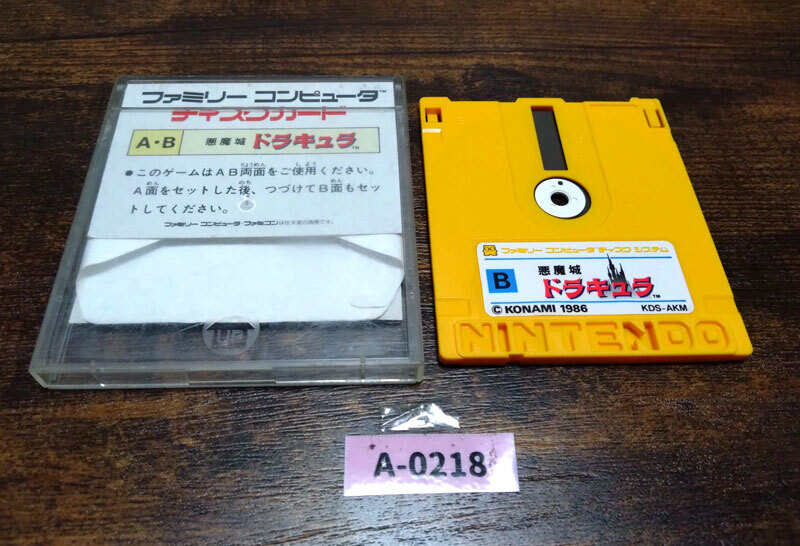 ファミリー コンピュータ™
ディスクカード
A・B 悪魔城 ドラキュラ™
●このゲームはAB両面をご使用ください。
A面をセットした後、つづけてB面もセッ
トしてください。
ファミリー コンピュータ・ファミコンは任天堂の商標です。
ファミリー コンピュータ ディスク システム
B 悪魔城
ドラキュラ™
© KONAMI 1986 KDS-AKM
NINTENDO
A-0218